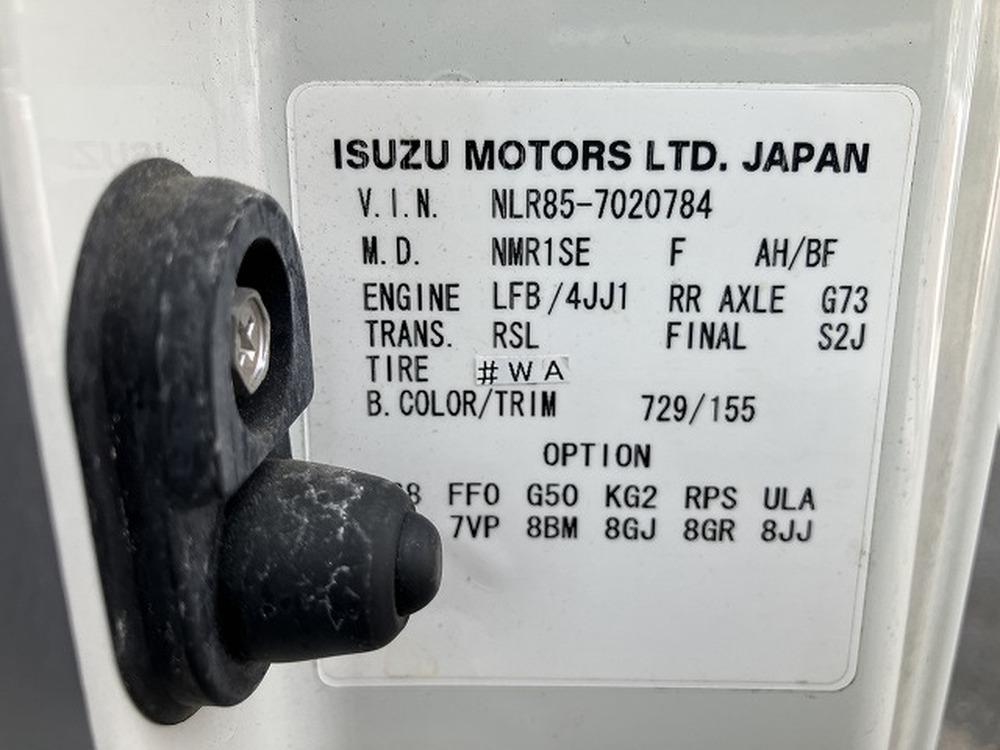 ISUZU MOTORS LTD. JAPAN
V.I.N. NLR85-7020784
M.D. NMR1SE F AH/BF
ENGINE LFB/4JJ1 RR AXLE G73
TRANS. RSL FINAL S2J
TIRE #WA
B.COLOR/TRIM 729/155
OPTION
FF0 G50 KG2 RPS ULA
7VP 8BM 8GJ 8GR 8JJ